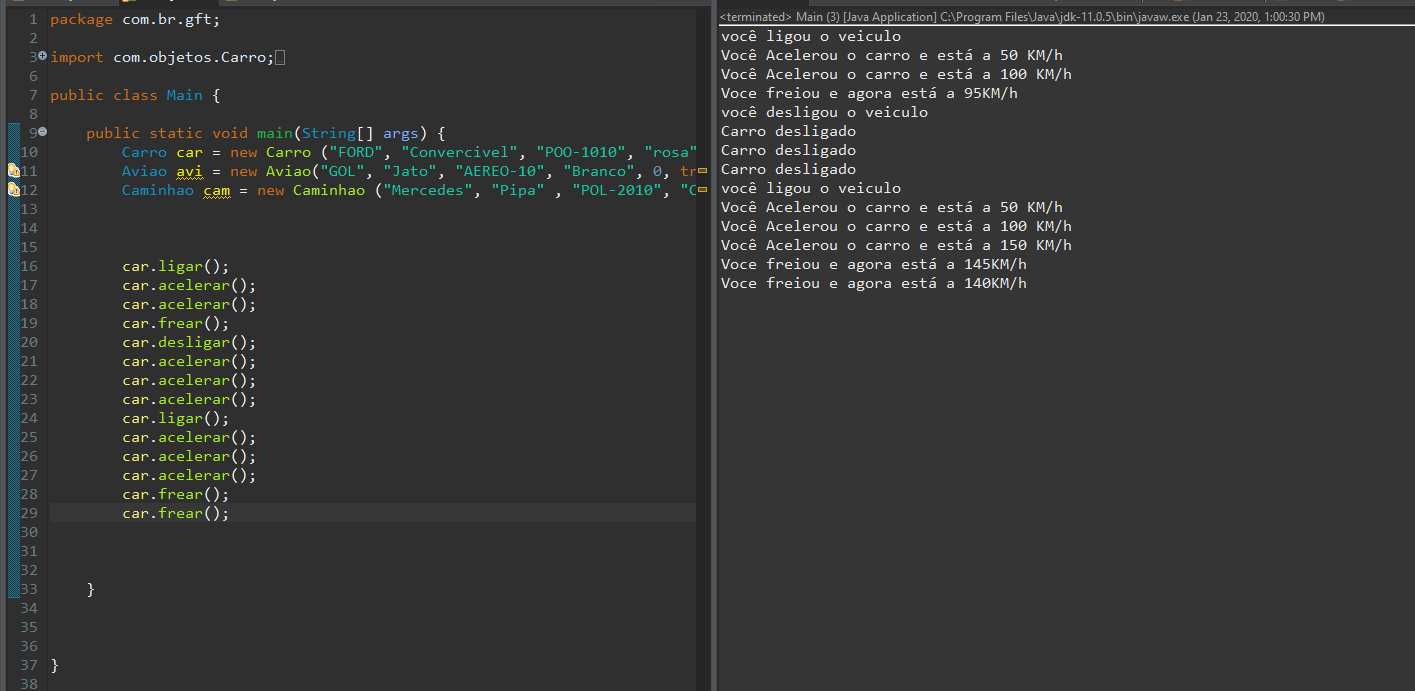 1 package com.br.gft;
2
3 import com.objetos.Carro;
6
7 public class Main {
8
9 public static void main(String[] args) {
10 Carro car = new Carro ("FORD", "Convercivel", "POO-1010", "rosa"
11 Aviao avi = new Aviao("GOL", "Jato", "AEREO-10", "Branco", 0, tr
12 Caminhao cam = new Caminhao ("Mercedes", "Pipa" , "POL-2010", "C
13
14
15
16 car.ligar();
17 car.acelerar();
18 car.acelerar();
19 car.frear();
20 car.desligar();
21 car.acelerar();
22 car.acelerar();
23 car.acelerar();
24 car.ligar();
25 car.acelerar();
26 car.acelerar();
27 car.acelerar();
28 car.frear();
29 car.frear();
30
31
32
33 }
34
35
36
37 }
38
<terminated> Main (3) [Java Application] C:\Program Files\Java\jdk-11.0.5\bin\javaw.exe (Jan 23, 2020, 1:00:30 PM)
você ligou o veiculo
Você Acelerou o carro e está a 50 KM/h
Você Acelerou o carro e está a 100 KM/h
Voce freiou e agora está a 95KM/h
você desligou o veiculo
Carro desligado
Carro desligado
Carro desligado
você ligou o veiculo
Você Acelerou o carro e está a 50 KM/h
Você Acelerou o carro e está a 100 KM/h
Você Acelerou o carro e está a 150 KM/h
Voce freiou e agora está a 145KM/h
Voce freiou e agora está a 140KM/h